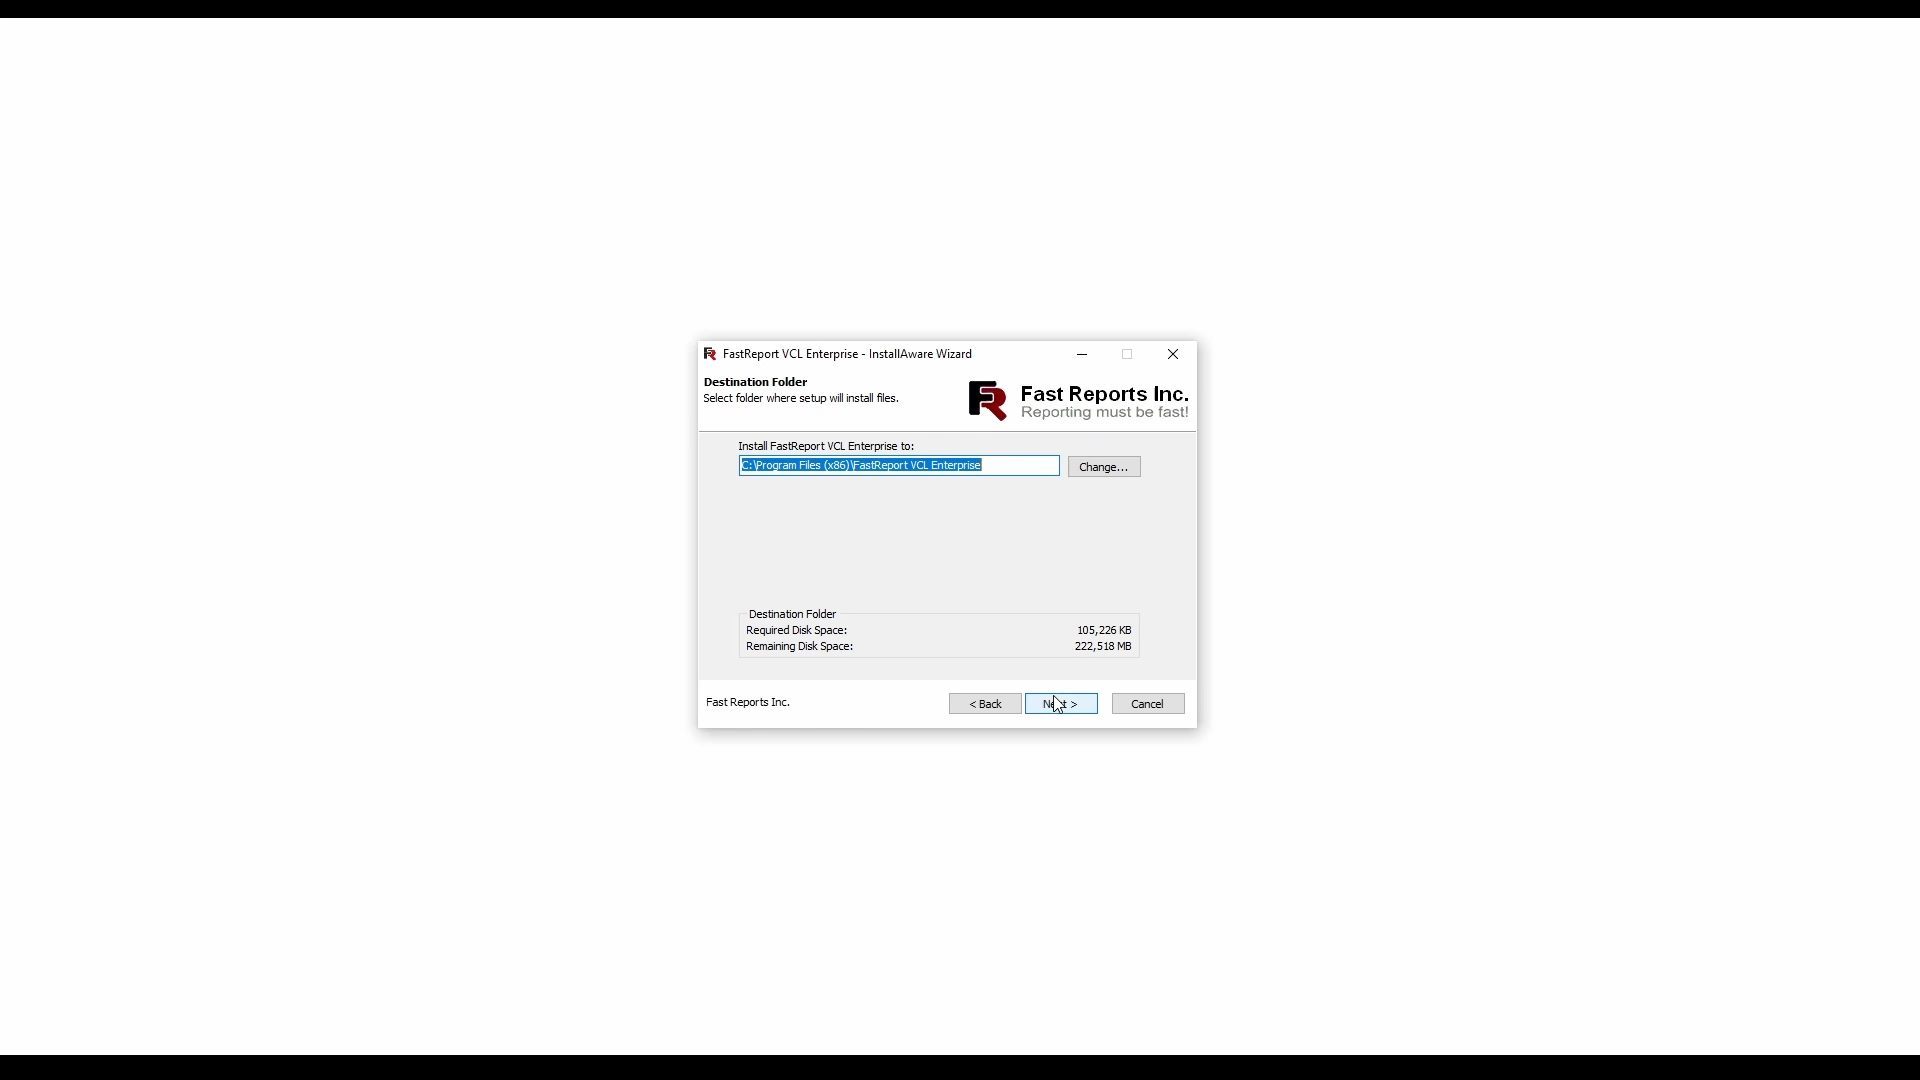 FastReport VCL Enterprise - InstallAware Wizard
Destination Folder
Select folder where setup will install files.
FR
Fast Reports Inc.
Reporting must be fast!
Install FastReport VCL Enterprise to:
C:\Program Files (x86)\FastReport VCL Enterprise
Change...
Destination Folder
Required Disk Space: 105,226 KB
Remaining Disk Space: 222,518 MB
Fast Reports Inc.
< Back
Next >
Cancel